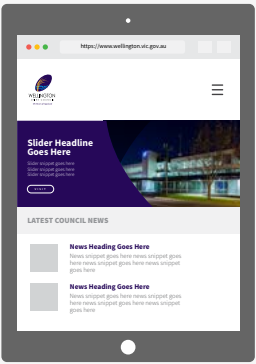 https://www.wellington.vic.gov.au
WELLINGTON
Slider Headline
Goes Here
Slider snippet goes here
Slider snippet goes here
Slider snippet goes here
VISIT
LATEST COUNCIL NEWS
News Heading Goes Here
News snippet goes here news snippet goes
here news snippet goes here news snippet
goes here
News Heading Goes Here
News snippet goes here news snippet goes
here news snippet goes here news snippet
goes here